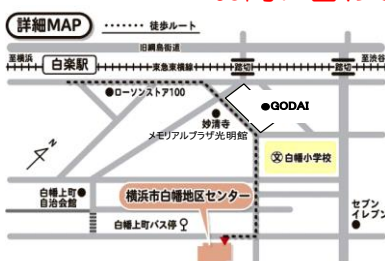 詳細MAP
徒歩ルート
旧綱島街道
至横浜
白楽駅
東急東横線
踏切
踏切
至渋谷
●ローソンストア100
●GODAI
妙清寺
メモリアルプラザ光明館
文 白幡小学校
白幡上町
自治会館
横浜市白幡地区センター
白幡上町バス停
セブン
イレブン